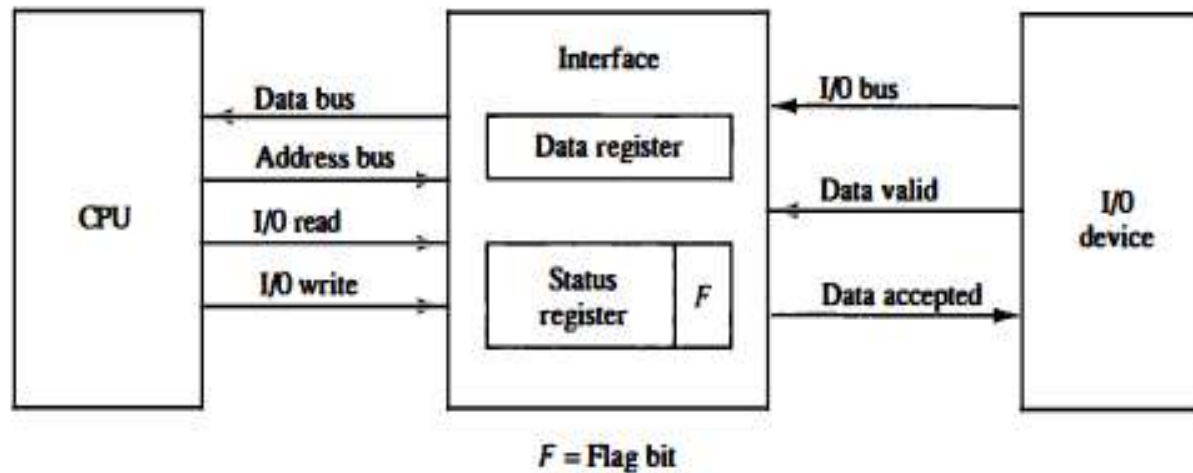 Interface
Data bus
I/O bus
Data register
Address bus
Data valid
CPU
I/O read
I/O
device
Status
register
F
I/O write
Data accepted
F = Flag bit